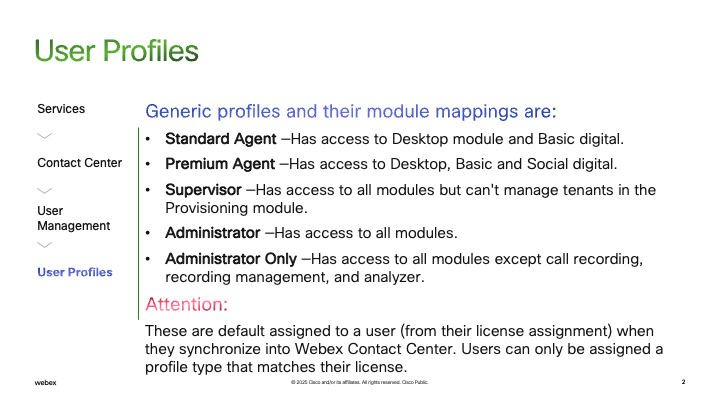 User Profiles
Services
Contact Center
User
Management
User Profiles
Generic profiles and their module mappings are:
• Standard Agent –Has access to Desktop module and Basic digital.
• Premium Agent –Has access to Desktop, Basic and Social digital.
• Supervisor –Has access to all modules but can't manage tenants in the
Provisioning module.
• Administrator –Has access to all modules.
• Administrator Only –Has access to all modules except call recording,
recording management, and analyzer.
Attention:
These are default assigned to a user (from their license assignment) when
they synchronize into Webex Contact Center. Users can only be assigned a
profile type that matches their license.
webex
© 2025 Cisco and/or its affiliates. All rights reserved. Cisco Public.
2